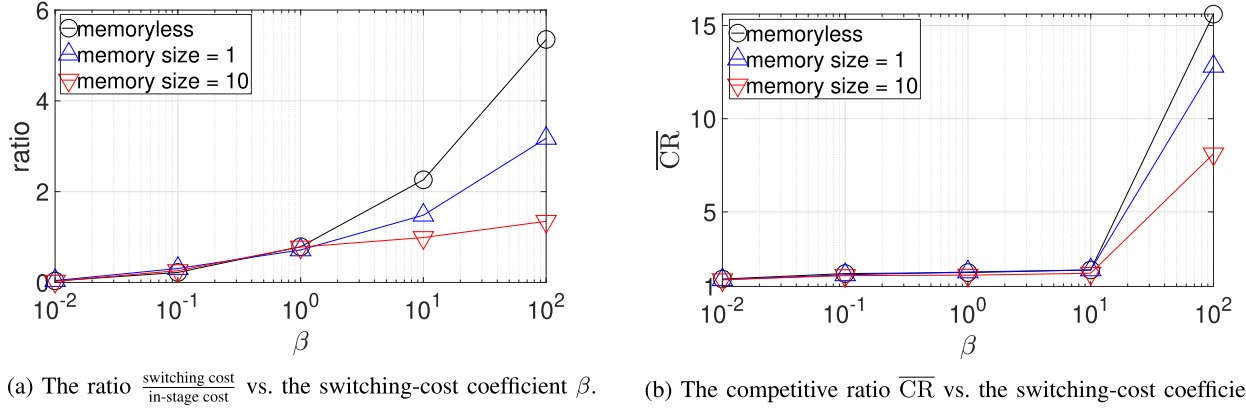 6
4
2
0
ratio
memoryless
memory size = 1
memory size = 10
10^-2 10^-1 10^0 10^1 10^2
β
(a) The ratio switching cost/in-stage cost vs. the switching-cost coefficient β.
15
10
5
1
CR
memoryless
memory size = 1
memory size = 10
10^-2 10^-1 10^0 10^1 10^2
β
(b) The competitive ratio CR vs. the switching-cost coefficie